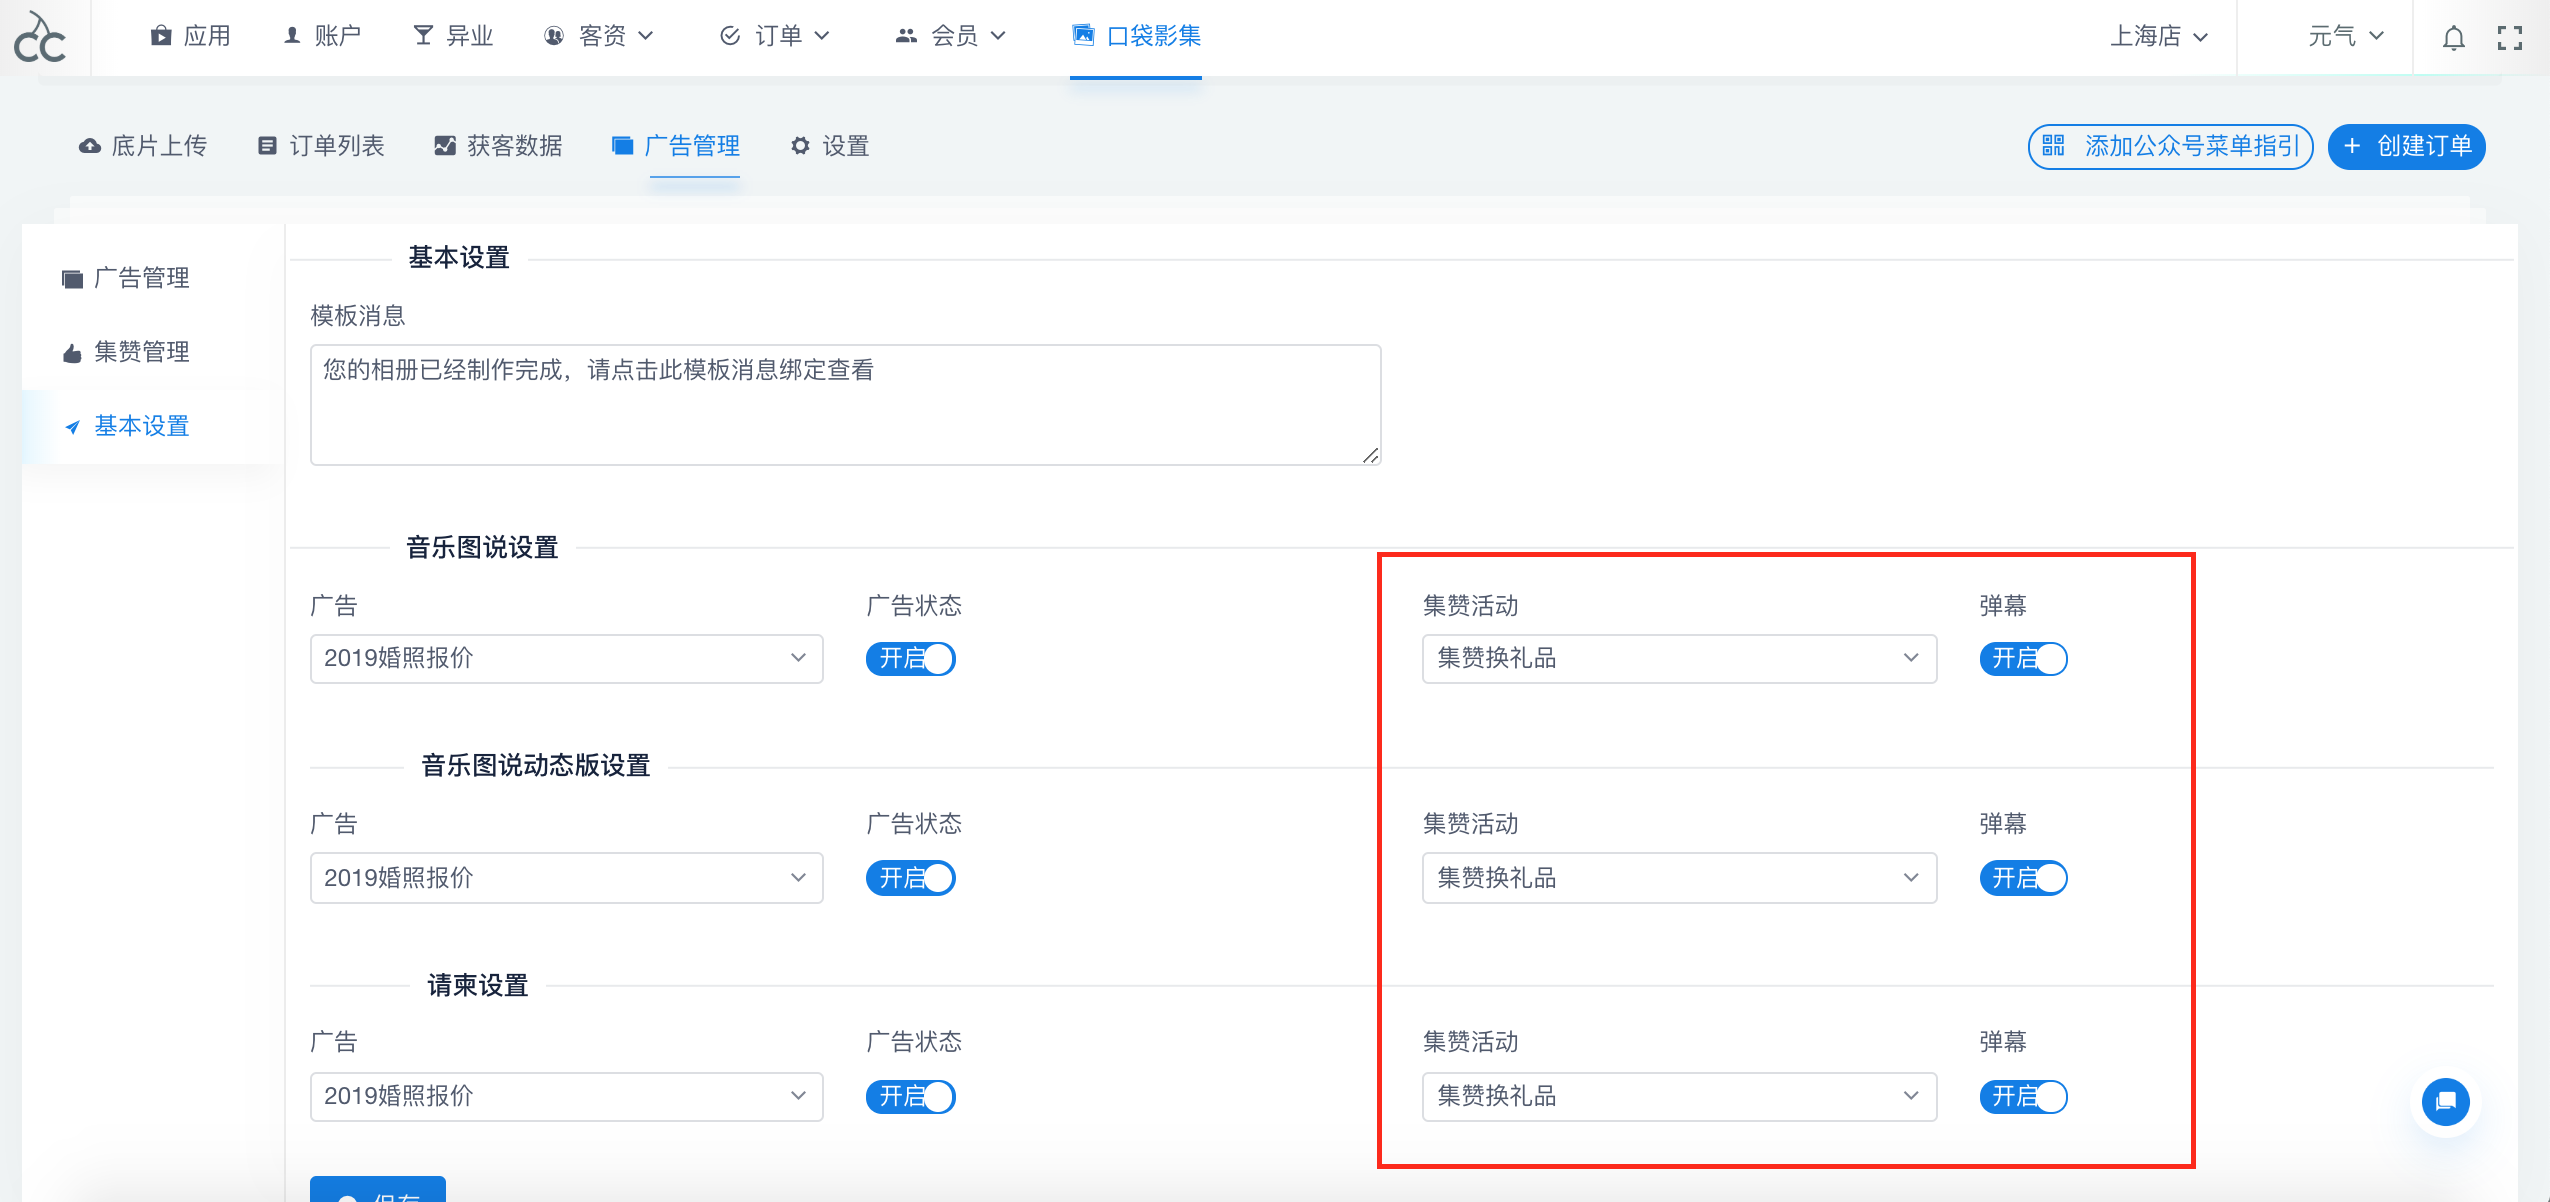 CC 应用 账户 异业 客资 订单 会员 口袋影集 上海店 元气
底片上传 订单列表 获客数据 广告管理 设置 添加公众号菜单指引 + 创建订单
广告管理
集赞管理
基本设置
基本设置
模板消息
您的相册已经制作完成，请点击此模板消息绑定查看
音乐图说设置
广告 广告状态 集赞活动 弹幕
2019婚照报价 开启 集赞换礼品 开启
音乐图说动态版设置
广告 广告状态 集赞活动 弹幕
2019婚照报价 开启 集赞换礼品 开启
请柬设置
广告 广告状态 集赞活动 弹幕
2019婚照报价 开启 集赞换礼品 开启
保存